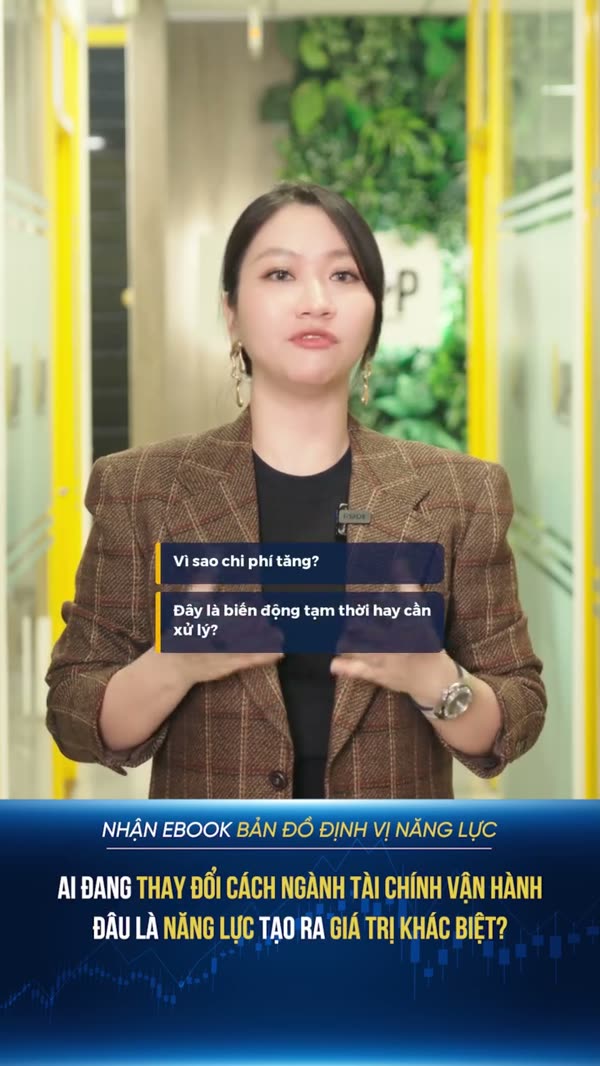 P
Vì sao chi phí tăng?
Đây là biến động tạm thời hay cần
xử lý?
NHẬN EBOOK BẢN ĐỒ ĐỊNH VỊ NĂNG LỰC
AI ĐANG THAY ĐỔI CÁCH NGÀNH TÀI CHÍNH VẬN HÀNH
ĐÂU LÀ NĂNG LỰC TẠO RA GIÁ TRỊ KHÁC BIỆT?